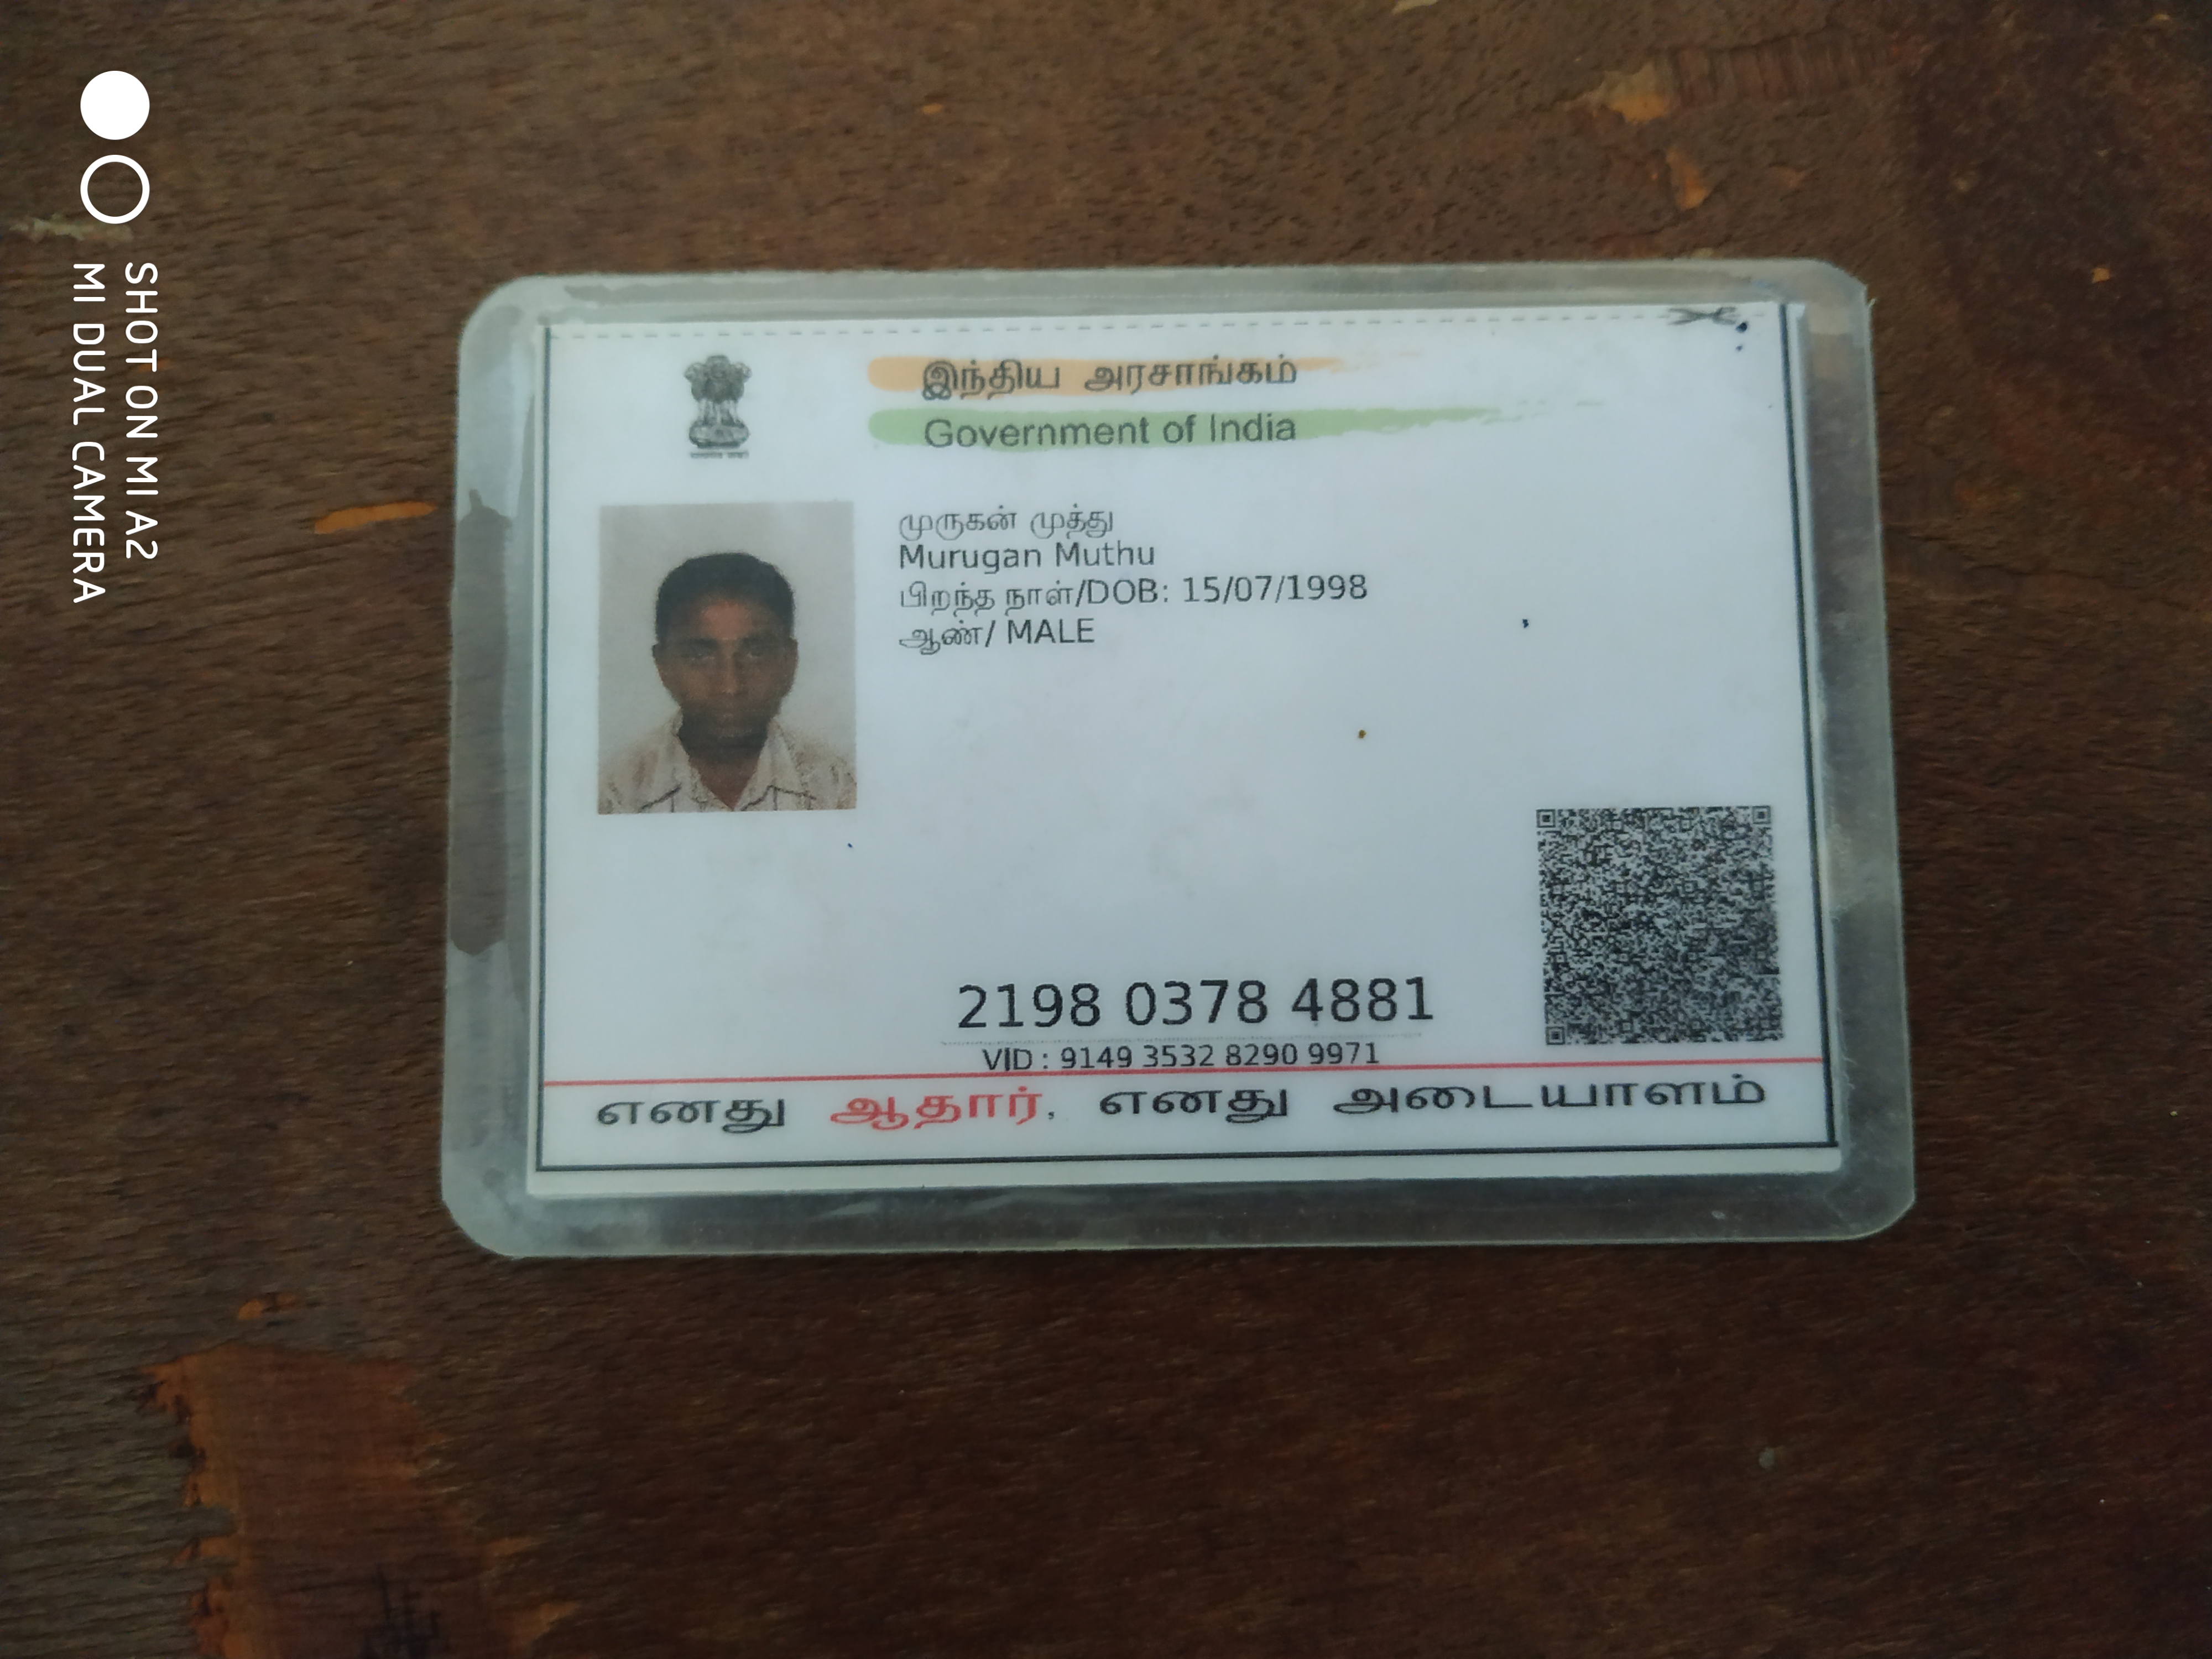 இந்திய அரசாங்கம்
Government of India
முருகன் முத்து
Murugan Muthu
பிறந்த நாள்/DOB: 15/07/1998
ஆண்/ MALE
2198 0378 4881
VID : 9149 3532 8290 9971
எனது ஆதார், எனது அடையாளம்
SHOT ON MI A2
MI DUAL CAMERA